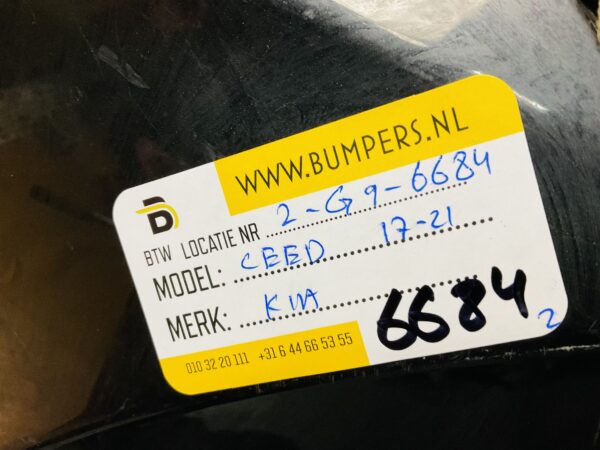 WWW.BUMPERS.NL
BTW LOCATIE NR 2-G9-6684
MODEL: CEED 17-21
MERK: KIA
6684 2
010 32 20 111 +31 6 44 66 53 55